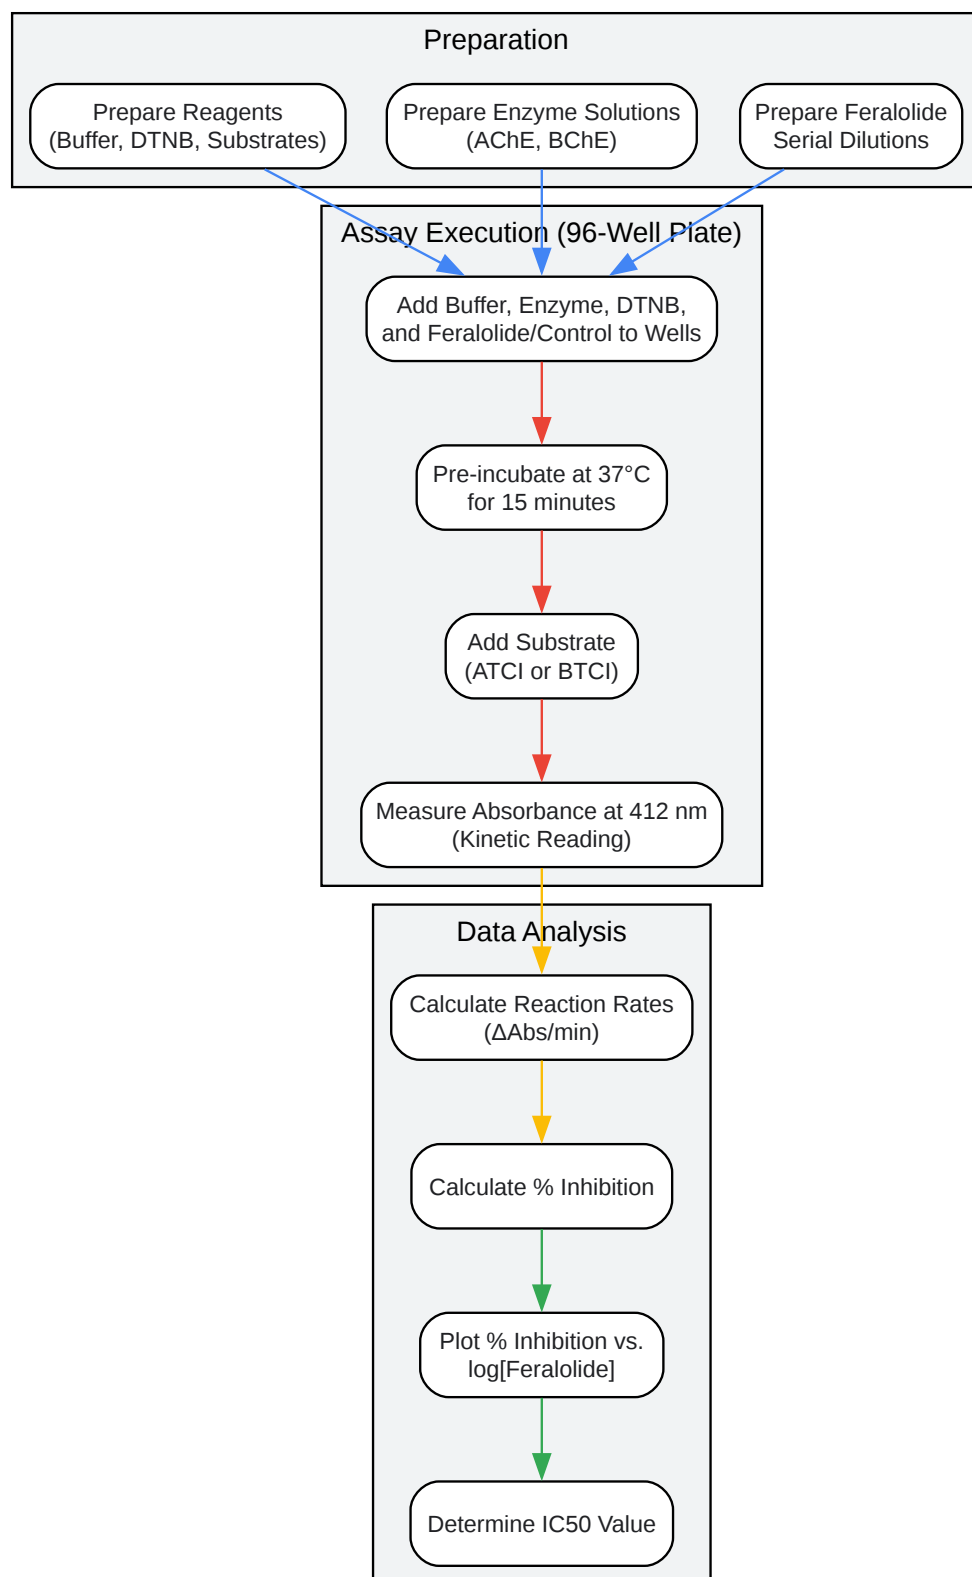 Preparation
Prepare Reagents
(Buffer, DTNB, Substrates)
Prepare Enzyme Solutions
(AChE, BChE)
Prepare Feralolide
Serial Dilutions
Assay Execution (96-Well Plate)
Add Buffer, Enzyme, DTNB,
and Feralolide/Control to Wells
Pre-incubate at 37°C
for 15 minutes
Add Substrate
(ATCI or BTCI)
Measure Absorbance at 412 nm
(Kinetic Reading)
Data Analysis
Calculate Reaction Rates
(ΔAbs/min)
Calculate % Inhibition
Plot % Inhibition vs.
log[Feralolide]
Determine IC50 Value